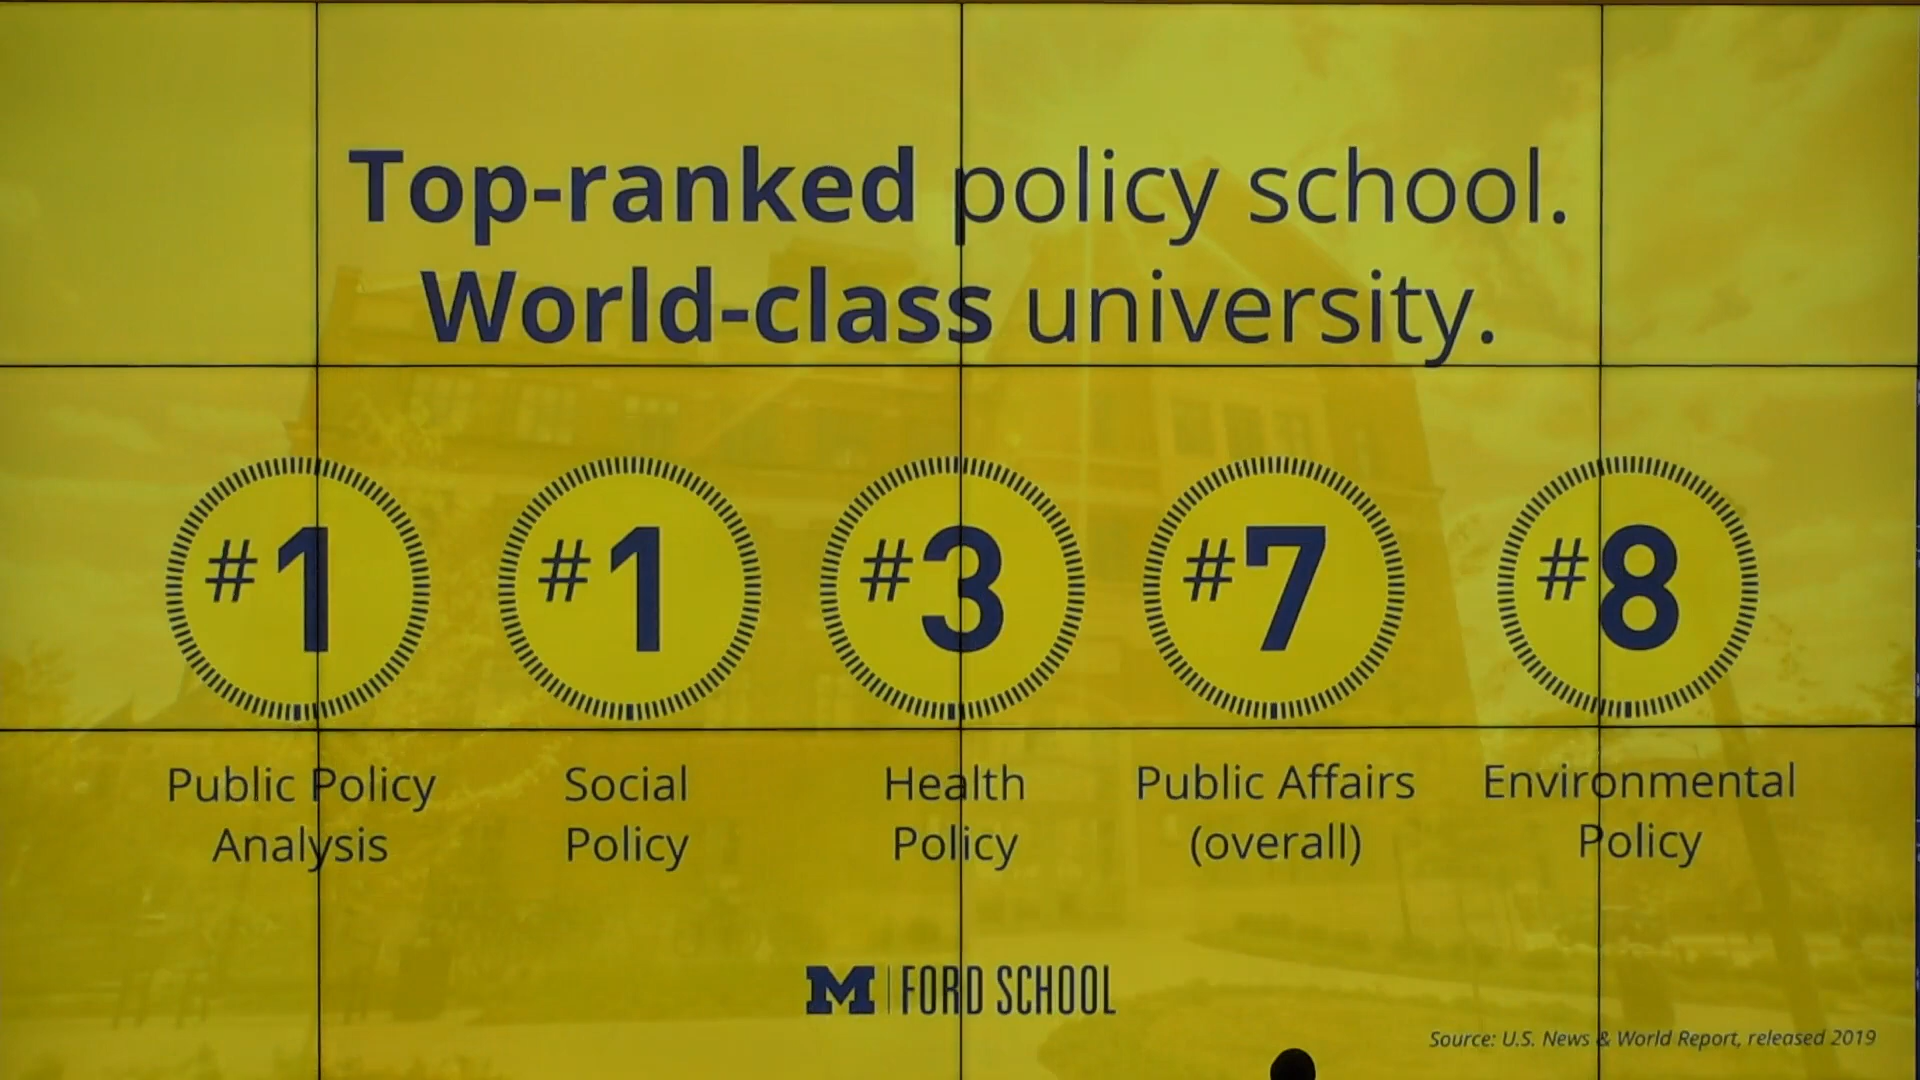 Top-ranked policy school.
World-class university.
#1
#1
#3
#7
#8
Public Policy
Analysis
Social
Policy
Health
Policy
Public Affairs
(overall)
Environmental
Policy
M | FORD SCHOOL
Source: U.S. News & World Report, released 2019